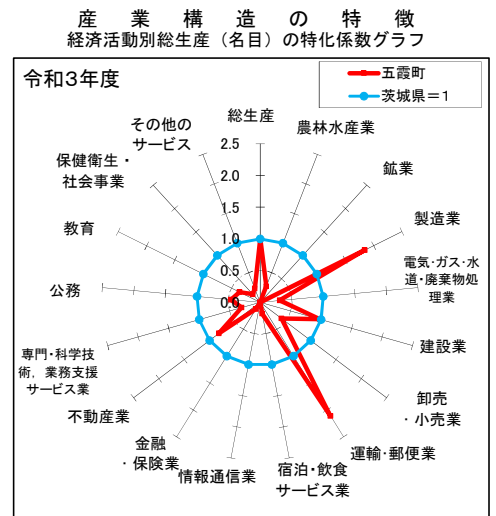 産業構造の特徴
経済活動別総生産（名目）の特化係数グラフ
令和3年度
五霞町
茨城県＝1
総生産
農林水産業
鉱業
製造業
電気・ガス・水
道・廃棄物処
理業
建設業
卸売
・小売業
運輸・郵便業
宿泊・飲食
サービス業
情報通信業
金融
・保険業
不動産業
専門・科学技
術，業務支援
サービス業
公務
教育
保健衛生・
社会事業
その他の
サービス
2.5
2.0
1.5
1.0
0.5
0.0